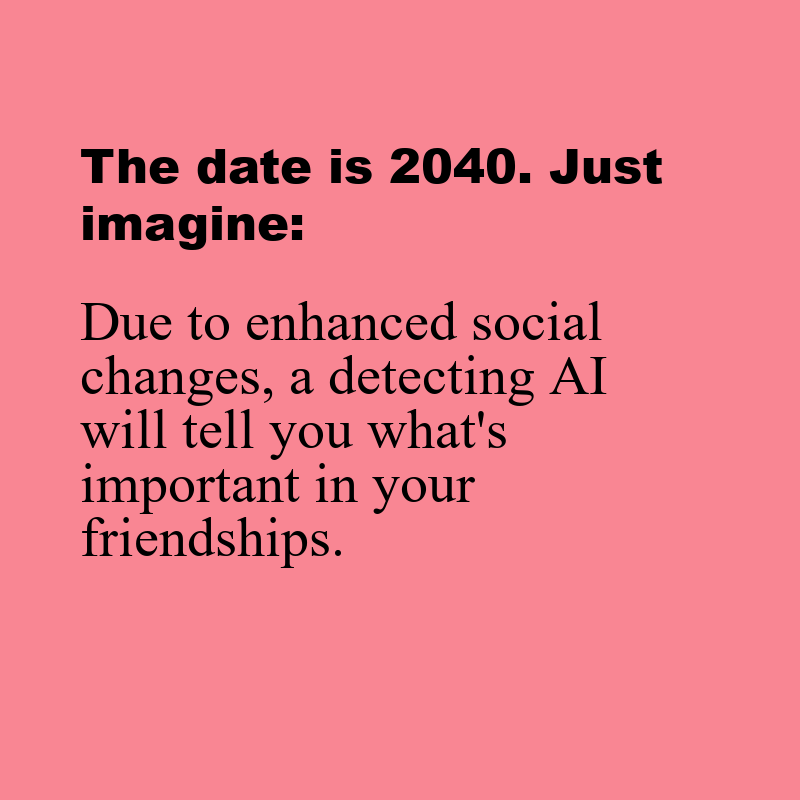 The date is 2040. Just
imagine:
Due to enhanced social
changes, a detecting AI
will tell you what's
important in your
friendships.